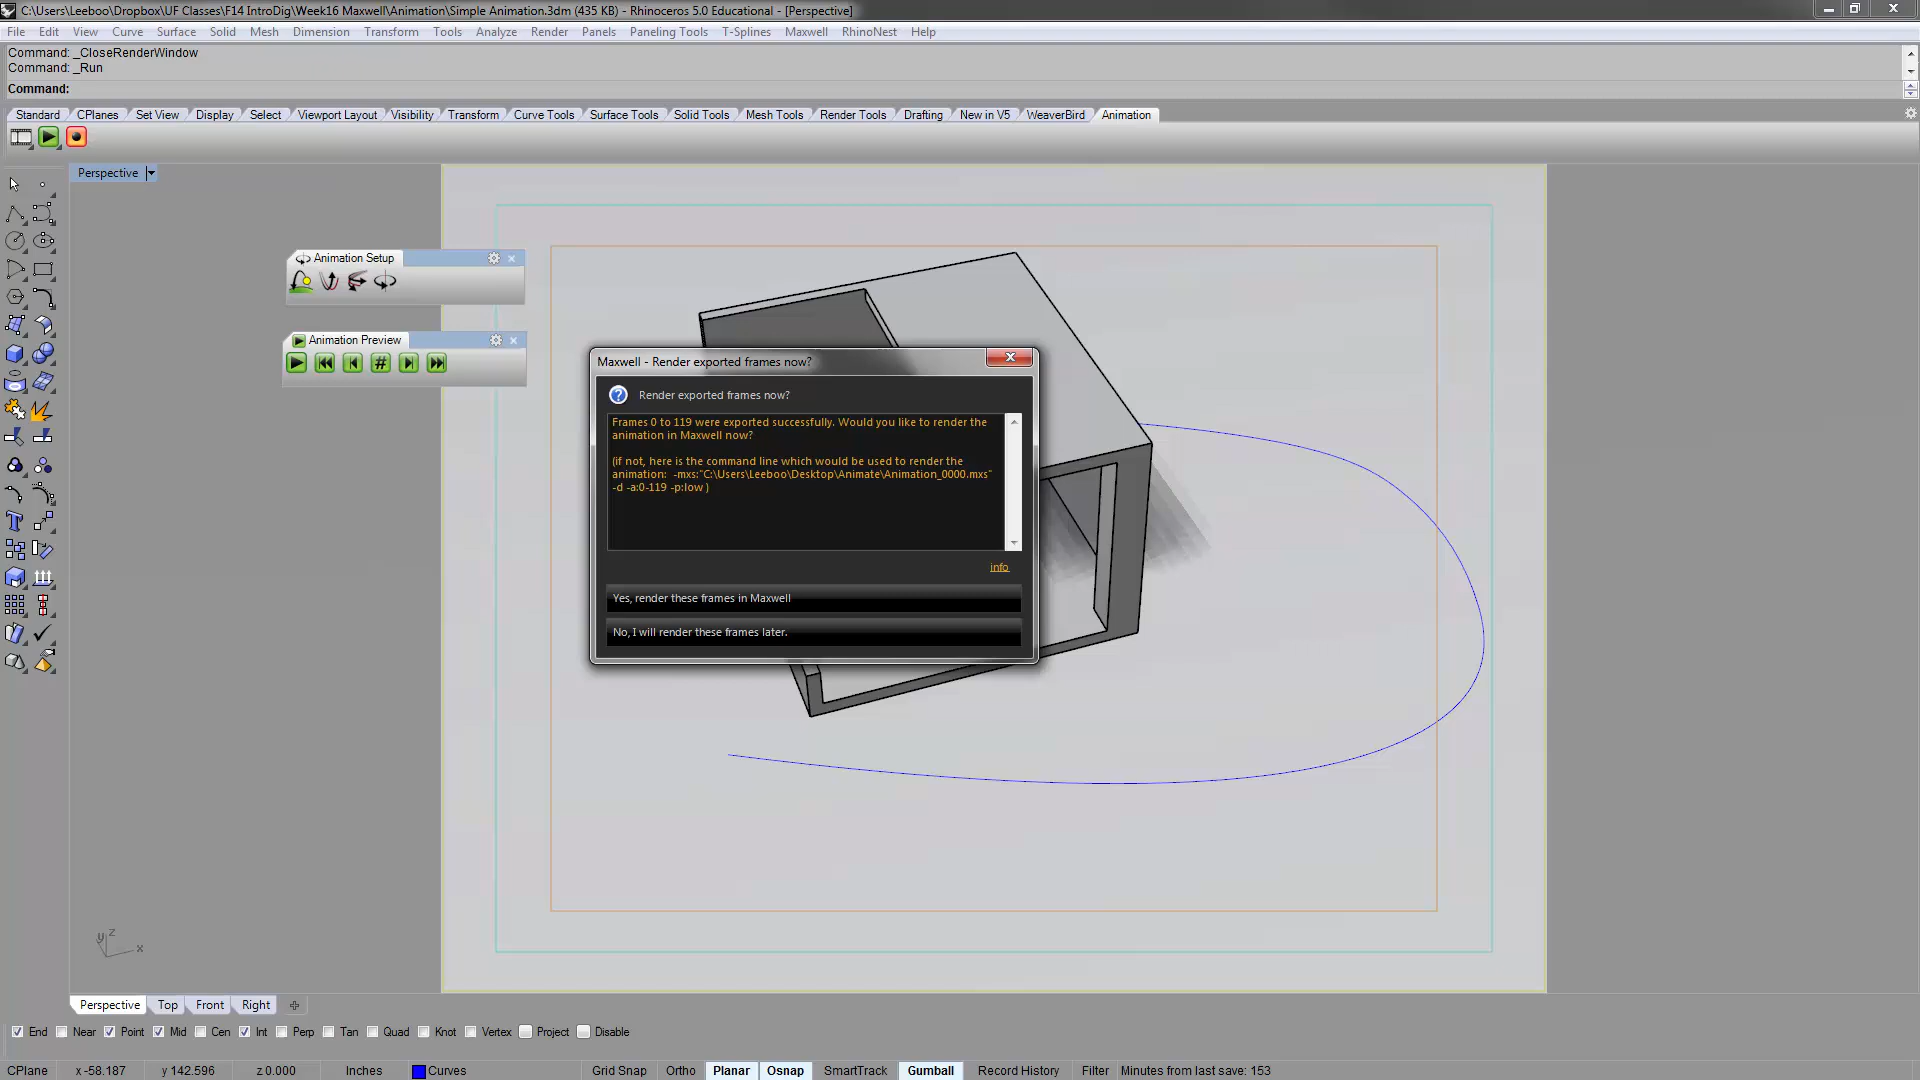 C:\Users\Leeboo\Dropbox\UF Classes\F14 IntroDig\Week16 Maxwell\Animation\Simple Animation.3dm (435 KB) - Rhinoceros 5.0 Educational - [Perspective]
File Edit View Curve Surface Solid Mesh Dimension Transform Tools Analyze Render Panels Paneling Tools T-Splines Maxwell RhinoNest Help
Command: _CloseRenderWindow
Command: _Run
Command:
Standard CPlanes Set View Display Select Viewport Layout Visibility Transform Curve Tools Surface Tools Solid Tools Mesh Tools Render Tools Drafting New in V5 WeaverBird Animation
Perspective
Animation Setup
Animation Preview
#
Maxwell - Render exported frames now?
Render exported frames now?
Frames 0 to 119 were exported successfully. Would you like to render the
animation in Maxwell now?
(if not, here is the command line which would be used to render the
animation: -mxs:"C:\Users\Leeboo\Desktop\Animate\Animation_0000.mxs"
-d -a:0-119 -p:low )
info
Yes, render these frames in Maxwell
No, I will render these frames later.
y z x
Perspective Top Front Right
End Near Point Mid Cen Int Perp Tan Quad Knot Vertex Project Disable
CPlane x -58.187 y 142.596 z 0.000 Inches Curves Grid Snap Ortho Planar Osnap SmartTrack Gumball Record History Filter Minutes from last save: 153